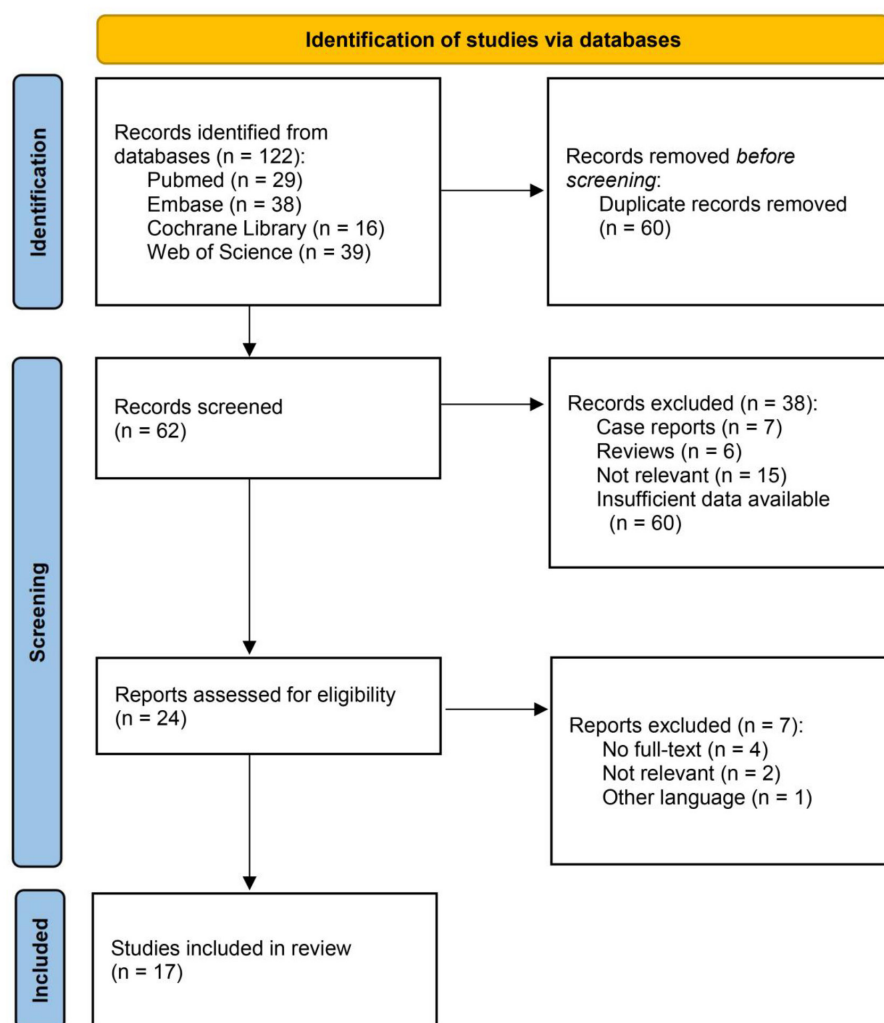 Identification of studies via databases
Identification
Records identified from
databases (n = 122):
Pubmed (n = 29)
Embase (n = 38)
Cochrane Library (n = 16)
Web of Science (n = 39)
Records removed before
screening:
Duplicate records removed
(n = 60)
Screening
Records screened
(n = 62)
Records excluded (n = 38):
Case reports (n = 7)
Reviews (n = 6)
Not relevant (n = 15)
Insufficient data available
(n = 60)
Reports assessed for eligibility
(n = 24)
Reports excluded (n = 7):
No full-text (n = 4)
Not relevant (n = 2)
Other language (n = 1)
Included
Studies included in review
(n = 17)